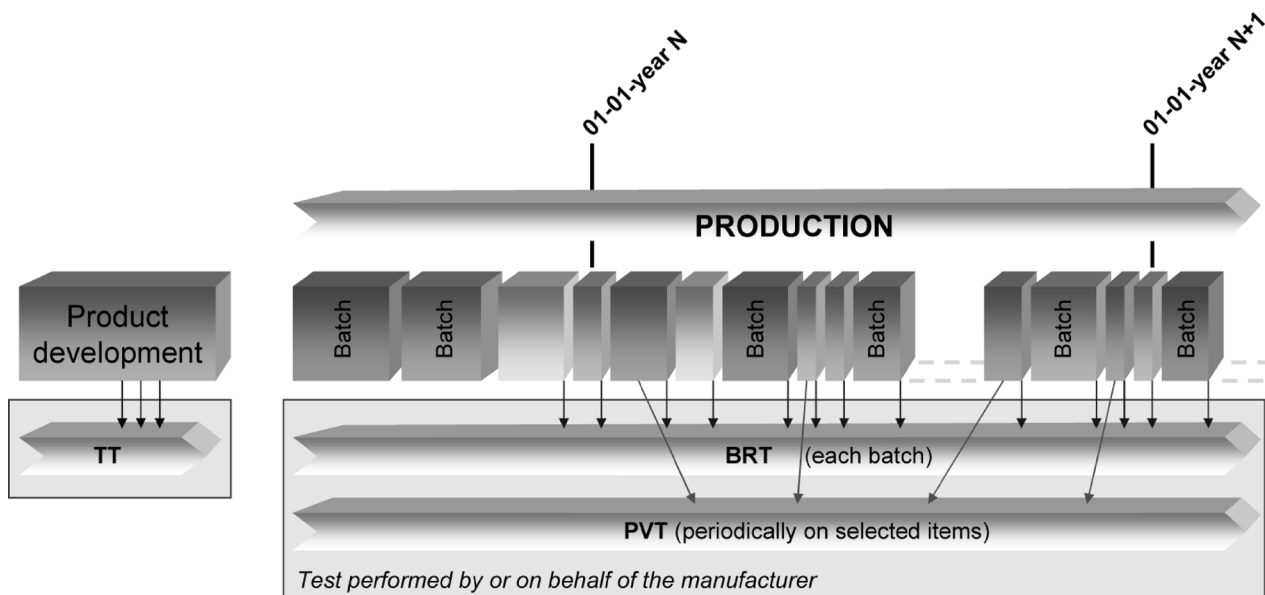 01-01-year N
01-01-year N+1
PRODUCTION
Product
development
Batch
Batch
Batch
Batch
Batch
Batch
TT
BRT (each batch)
PVT (periodically on selected items)
Test performed by or on behalf of the manufacturer